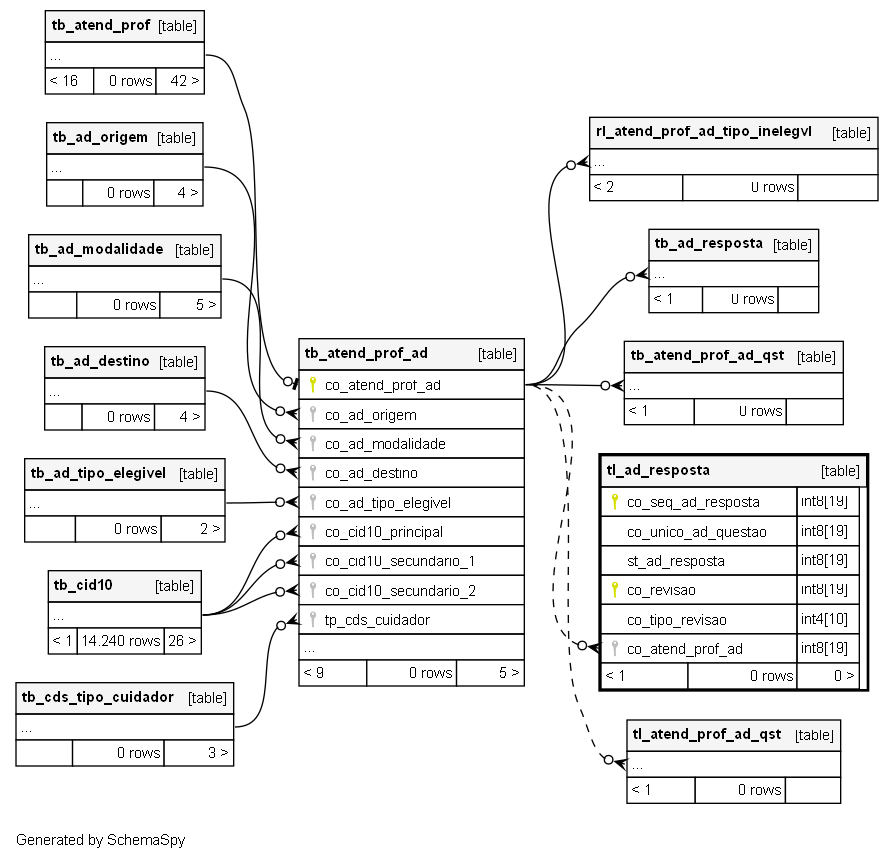 tb_atend_prof [table]
...
< 16 0 rows 42 >
tb_ad_origem [table]
...
0 rows 4 >
tb_ad_modalidade [table]
...
0 rows 5 >
tb_ad_destino [table]
...
0 rows 4 >
tb_ad_tipo_elegivel [table]
...
0 rows 2 >
tb_cid10 [table]
...
< 1 14.240 rows 26 >
tb_cds_tipo_cuidador [table]
...
0 rows 3 >
tb_atend_prof_ad [table]
co_atend_prof_ad
co_ad_origem
co_ad_modalidade
co_ad_destino
co_ad_tipo_elegivel
co_cid10_principal
co_cid10_secundario_1
co_cid10_secundario_2
tp_cds_cuidador
...
< 9 0 rows 5 >
rl_atend_prof_ad_tipo_inelegvl [table]
...
< 2 0 rows
tb_ad_resposta [table]
...
< 1 0 rows
tb_atend_prof_ad_qst [table]
...
< 1 0 rows
tl_ad_resposta [table]
co_seq_ad_resposta int8[19]
co_unico_ad_questao int8[19]
st_ad_resposta int8[19]
co_revisao int8[19]
co_tipo_revisao int4[10]
co_atend_prof_ad int8[19]
< 1 0 rows 0 >
tl_atend_prof_ad_qst [table]
...
< 1 0 rows
Generated by SchemaSpy